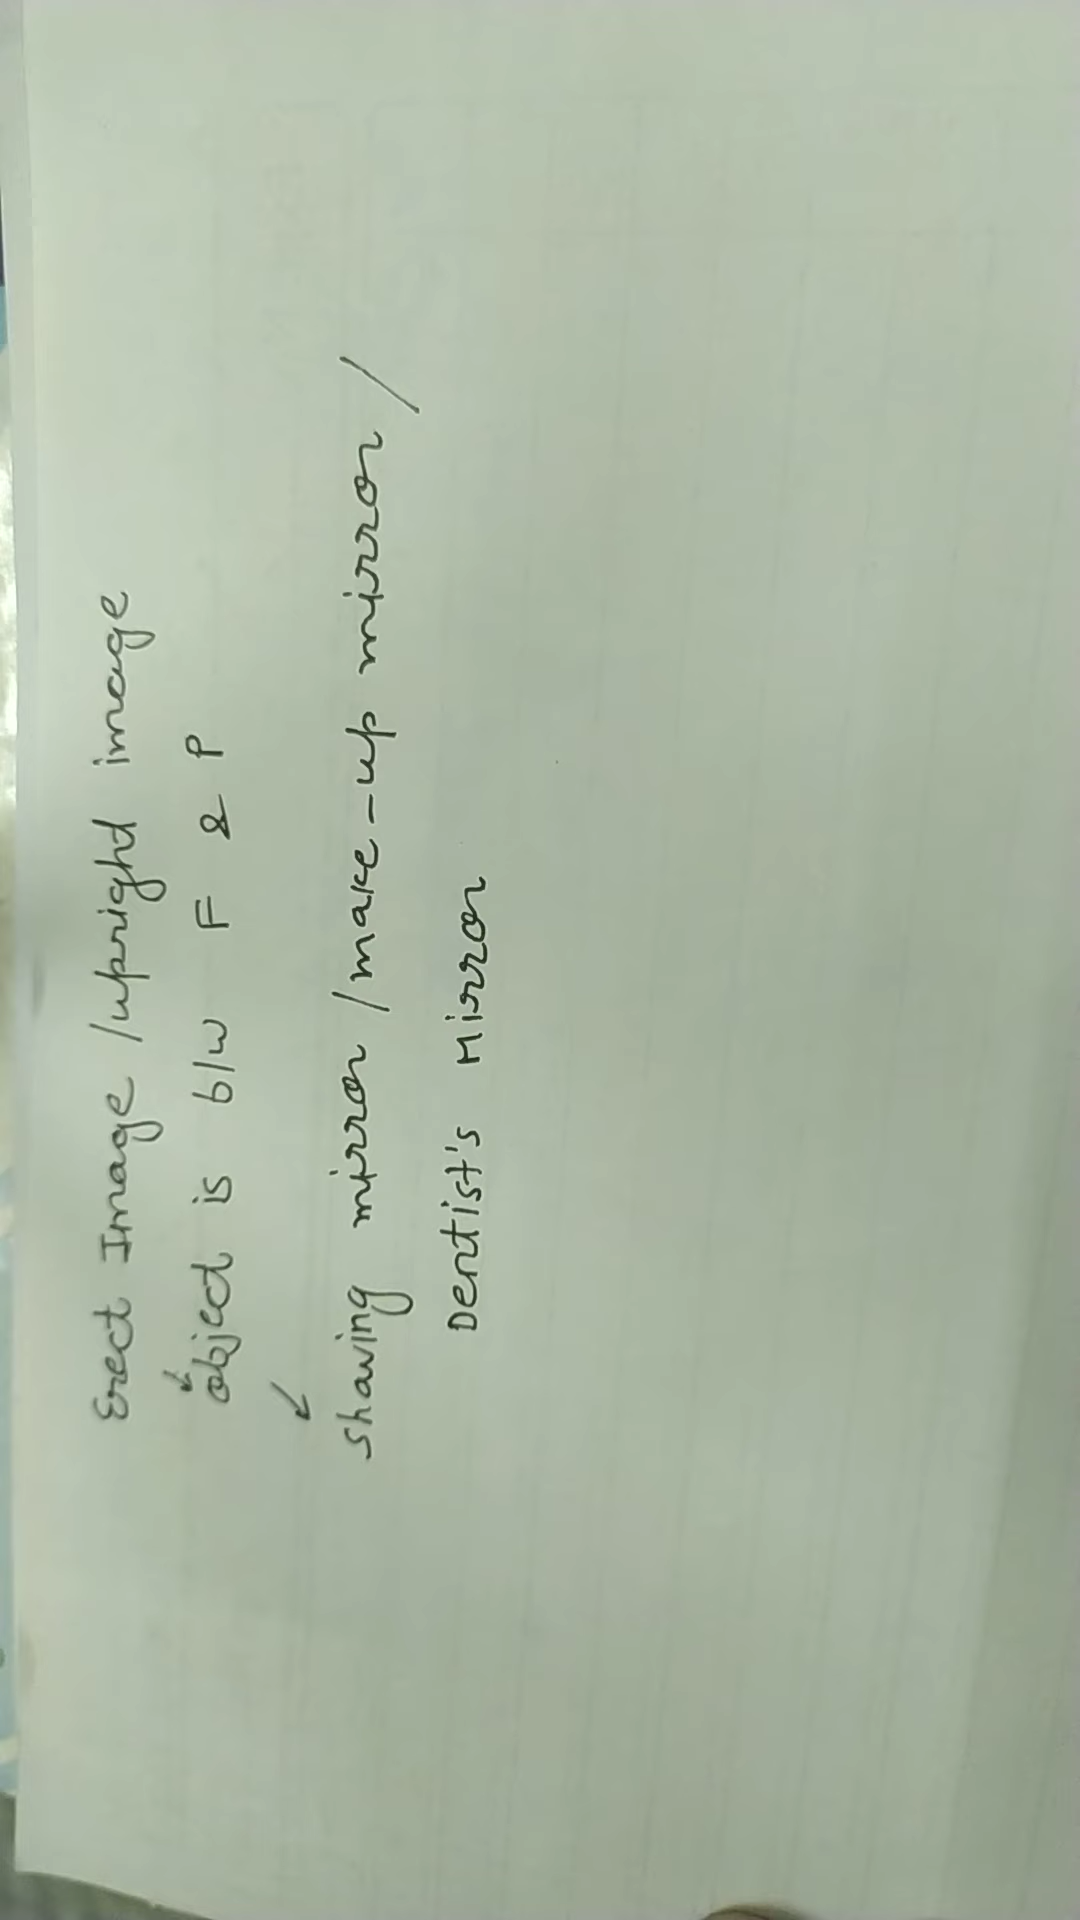 Erect Image /upright image
↙
object is b/w F & P
↙
shaving mirror /make-up mirror /
Dentist's Mirror